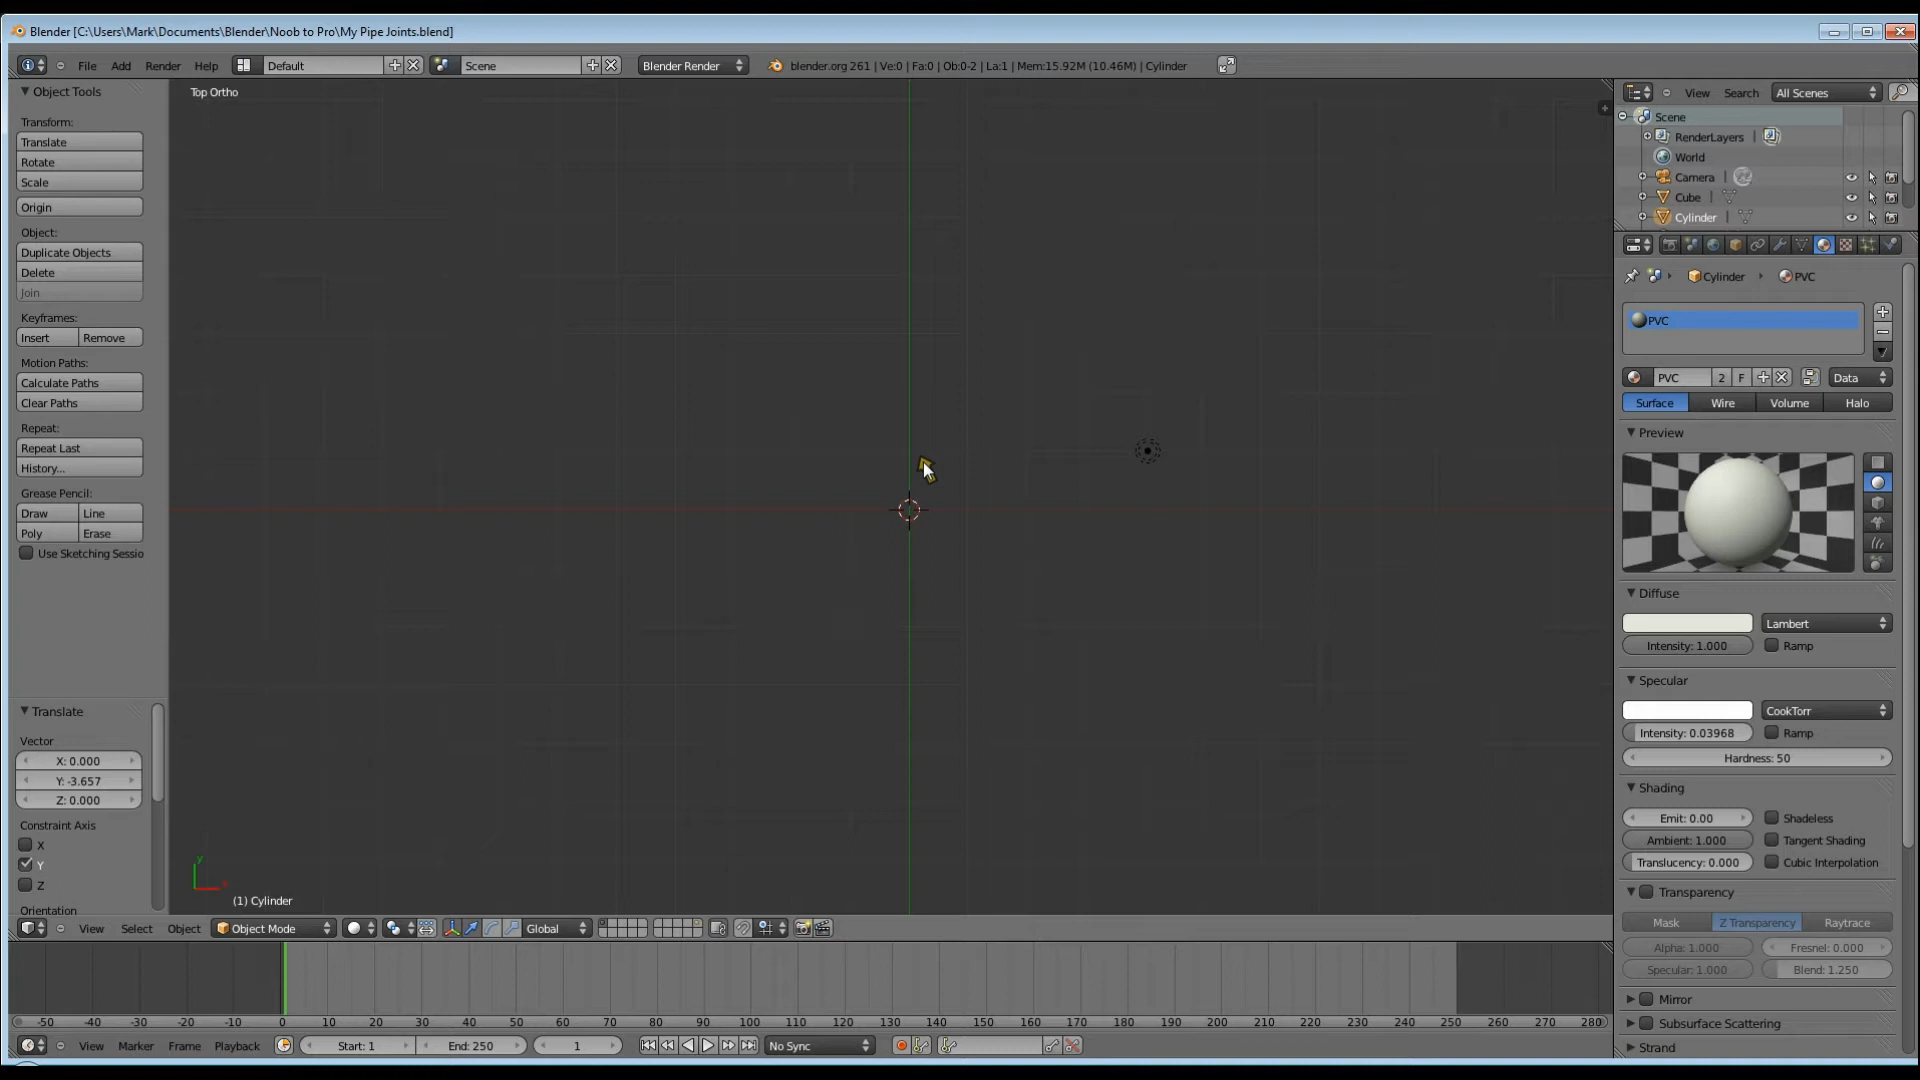 Blender [C:\Users\Mark\Documents\Blender\Noob to Pro\My Pipe Joints.blend]
File Add Render Help Default Scene Blender Render blender.org 261 | Ve:0 | Fa:0 | Ob:0-2 | La:1 | Mem:15.92M (10.46M) | Cylinder
Object Tools
Transform:
Translate
Rotate
Scale
Origin
Object:
Duplicate Objects
Delete
Join
Keyframes:
Insert Remove
Motion Paths:
Calculate Paths
Clear Paths
Repeat:
Repeat Last
History...
Grease Pencil:
Draw Line
Poly Erase
Use Sketching Sessio
Translate
Vector
X: 0.000
Y: -3.657
Z: 0.000
Constraint Axis
X
Y
Z
Orientation
Top Ortho
y
x
(1) Cylinder
View Select Object Object Mode Global
View Search All Scenes
Scene
RenderLayers
World
Camera
Cube
Cylinder
Cylinder PVC
PVC
PVC 2 F Data
Surface Wire Volume Halo
Preview
Diffuse
Lambert
Intensity: 1.000 Ramp
Specular
CookTorr
Intensity: 0.03968 Ramp
Hardness: 50
Shading
Emit: 0.00 Shadeless
Ambient: 1.000 Tangent Shading
Translucency: 0.000 Cubic Interpolation
Transparency
Mask Z Transparency Raytrace
Alpha: 1.000 Fresnel: 0.000
Specular: 1.000 Blend: 1.250
Mirror
Subsurface Scattering
Strand
-50 -40 -30 -20 -10 0 10 20 30 40 50 60 70 80 90 100 110 120 130 140 150 160 170 180 190 200 210 220 230 240 250 260 270 280
View Marker Frame Playback Start: 1 End: 250 1 No Sync